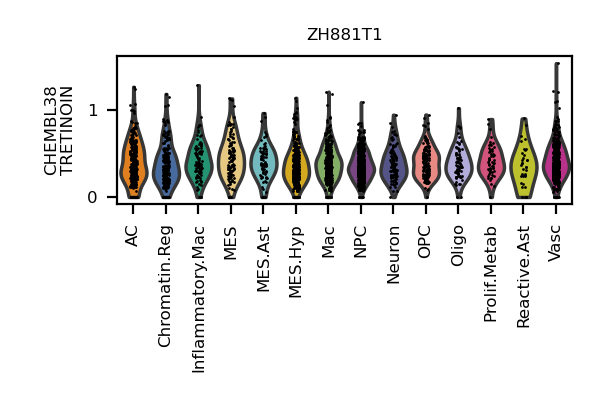 ZH881T1
CHEMBL38
TRETINOIN
1
0
AC
Chromatin.Reg
Inflammatory.Mac
MES
MES.Ast
MES.Hyp
Mac
NPC
Neuron
OPC
Oligo
Prolif.Metab
Reactive.Ast
Vasc